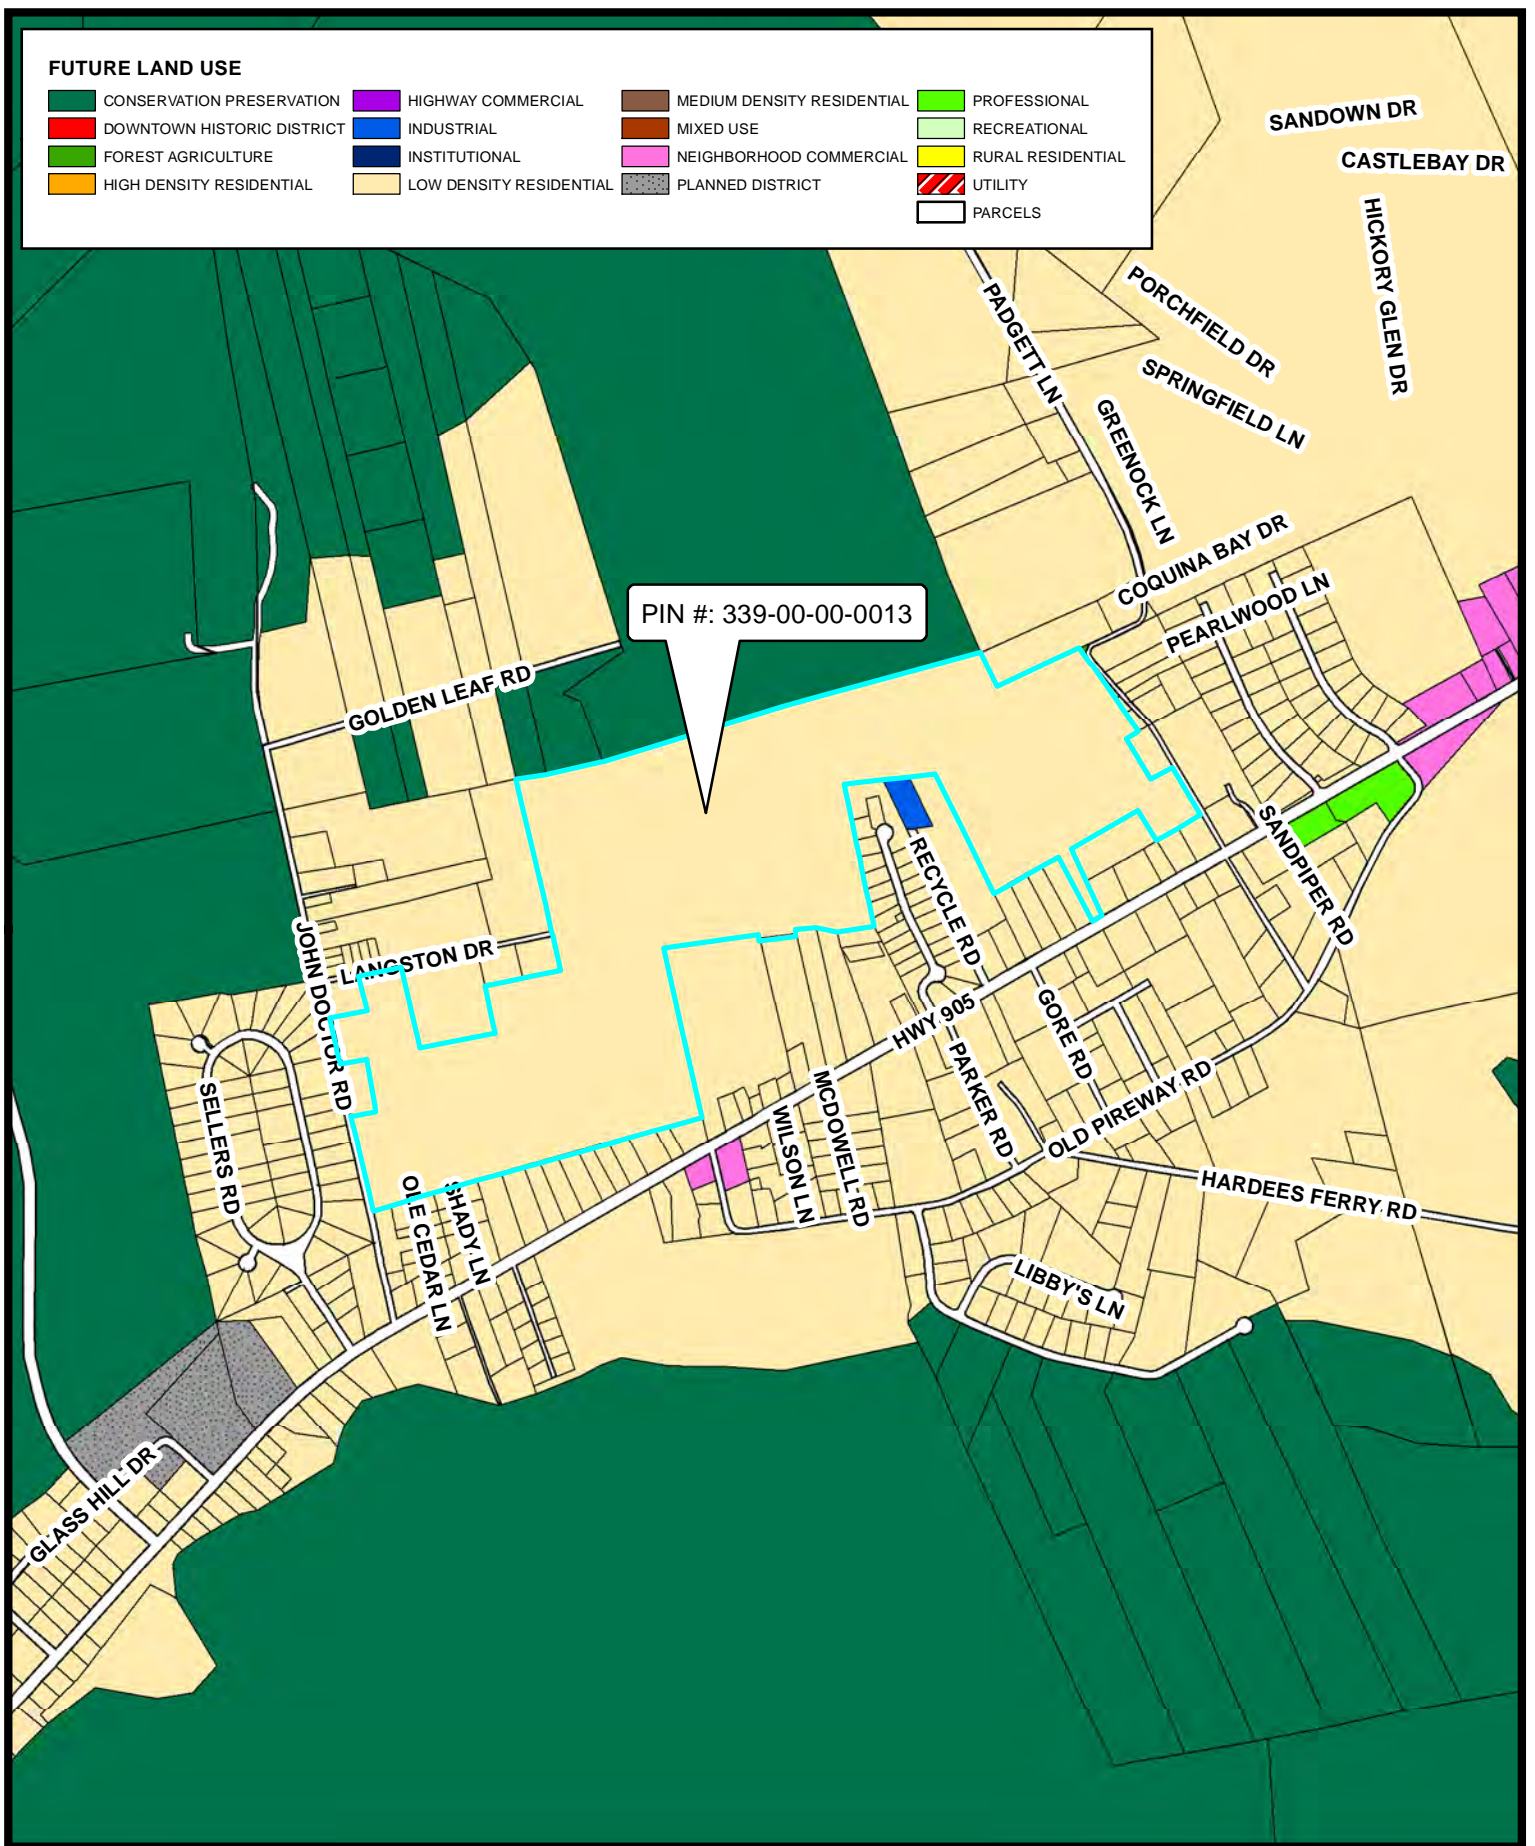 FUTURE LAND USE
CONSERVATION PRESERVATION
DOWNTOWN HISTORIC DISTRICT
FOREST AGRICULTURE
HIGH DENSITY RESIDENTIAL
HIGHWAY COMMERCIAL
INDUSTRIAL
INSTITUTIONAL
LOW DENSITY RESIDENTIAL
MEDIUM DENSITY RESIDENTIAL
MIXED USE
NEIGHBORHOOD COMMERCIAL
PLANNED DISTRICT
PROFESSIONAL
RECREATIONAL
RURAL RESIDENTIAL
UTILITY
PARCELS
SANDOWN DR
CASTLEBAY DR
HICKORY GLEN DR
PORCHFIELD DR
PADGETT LN
SPRINGFIELD LN
GREENOCK LN
COQUINA BAY DR
PEARLWOOD LN
PIN #: 339-00-00-0013
GOLDEN LEAF RD
RECYCLE RD
SANDPIPER RD
JOHN DOCTOR RD
LANGSTON DR
HWY 905
GORE RD
PARKER RD
OLD PIREWAY RD
MCDOWELL RD
WILSON LN
SELLERS RD
OLE CEDAR LN
SHADY LN
HARDEES FERRY RD
LIBBY'S LN
GLASS HILL DR